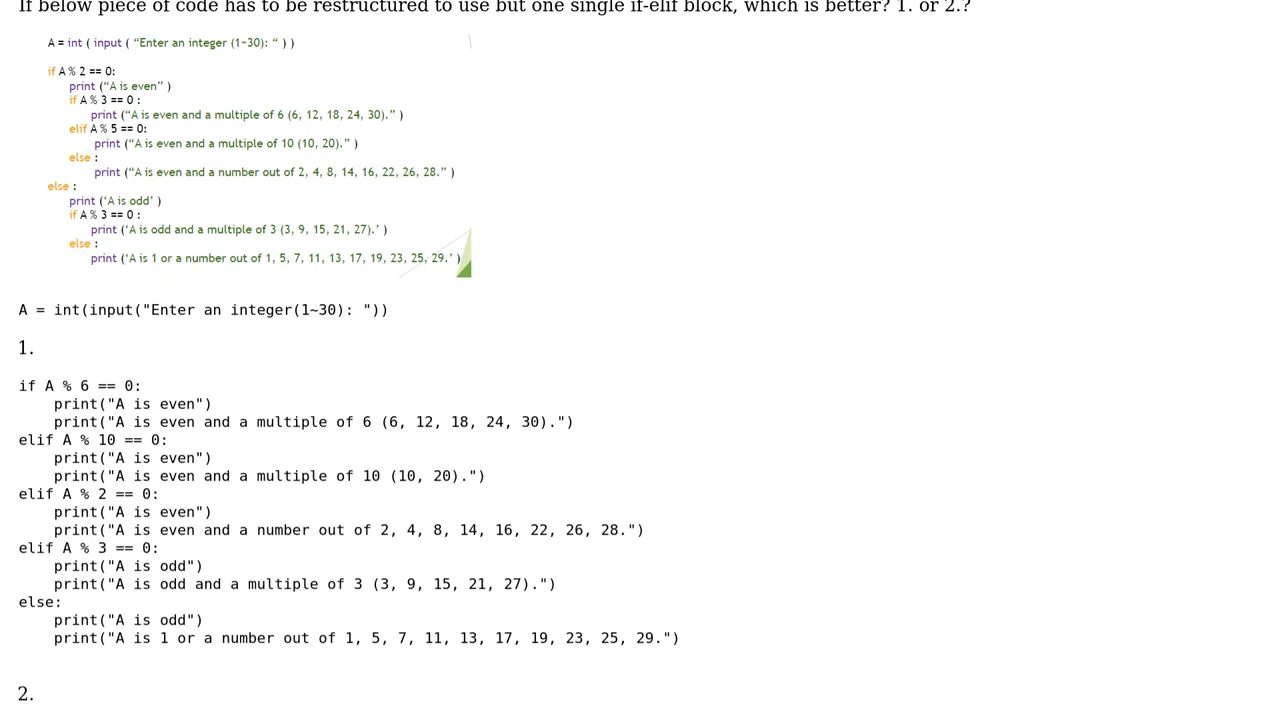 If below piece of code has to be restructured to use but one single if-elif block, which is better? 1. or 2.?
A = int ( input ( “Enter an integer (1~30): “ ) )
if A % 2 == 0:
print (“A is even” )
if A % 3 == 0 :
print (“A is even and a multiple of 6 (6, 12, 18, 24, 30).” )
elif A % 5 == 0:
print (“A is even and a multiple of 10 (10, 20).” )
else :
print (“A is even and a number out of 2, 4, 8, 14, 16, 22, 26, 28.” )
else :
print (‘A is odd’ )
if A % 3 == 0 :
print (‘A is odd and a multiple of 3 (3, 9, 15, 21, 27).’ )
else :
print (‘A is 1 or a number out of 1, 5, 7, 11, 13, 17, 19, 23, 25, 29.’ )
A = int(input("Enter an integer(1~30): "))
1.
if A % 6 == 0:
print("A is even")
print("A is even and a multiple of 6 (6, 12, 18, 24, 30).")
elif A % 10 == 0:
print("A is even")
print("A is even and a multiple of 10 (10, 20).")
elif A % 2 == 0:
print("A is even")
print("A is even and a number out of 2, 4, 8, 14, 16, 22, 26, 28.")
elif A % 3 == 0:
print("A is odd")
print("A is odd and a multiple of 3 (3, 9, 15, 21, 27).")
else:
print("A is odd")
print("A is 1 or a number out of 1, 5, 7, 11, 13, 17, 19, 23, 25, 29.")
2.